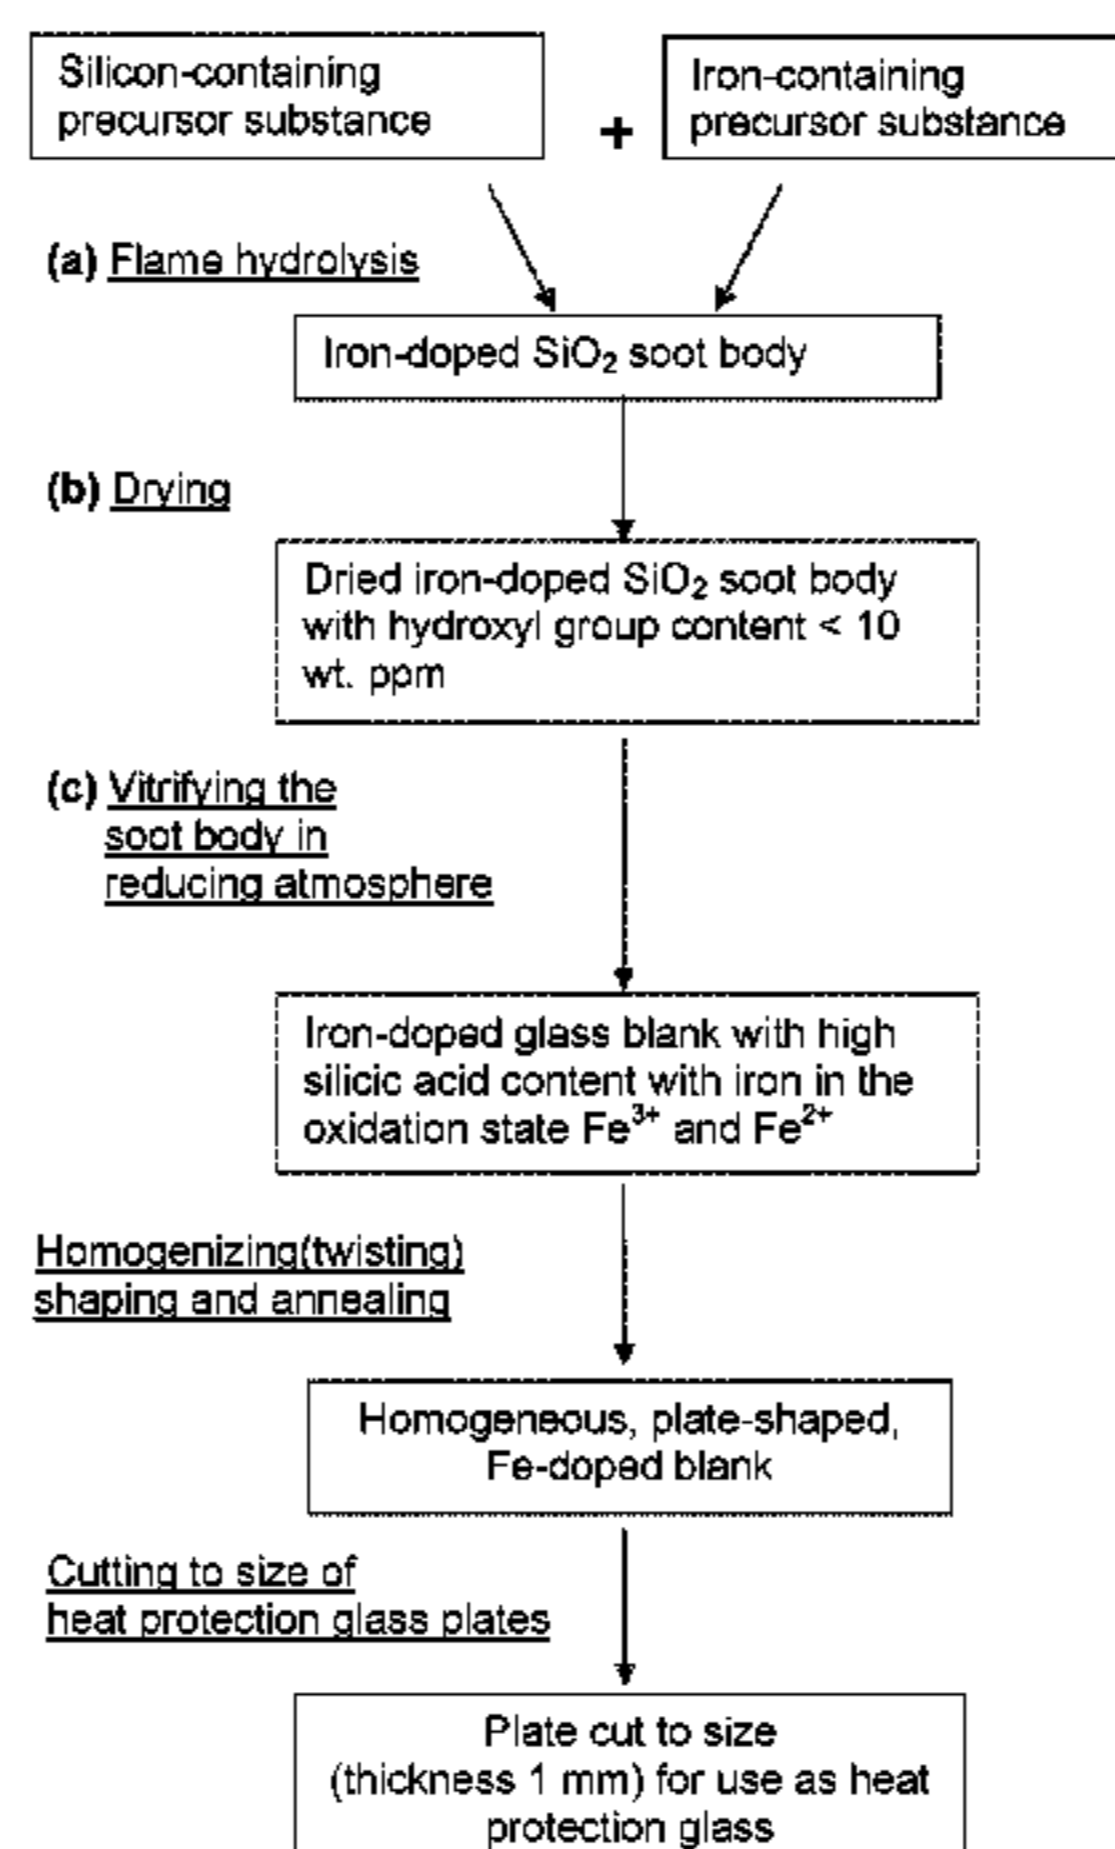 Silicon-containing
precursor substance
+
Iron-containing
precursor substance
(a) Flame hydrolysis
Iron-doped SiO₂ soot body
(b) Drying
Dried iron-doped SiO₂ soot body
with hydroxyl group content < 10
wt. ppm
(c) Vitrifying the
soot body in
reducing atmosphere
Iron-doped glass blank with high
silicic acid content with iron in the
oxidation state Fe³⁺ and Fe²⁺
Homogenizing(twisting)
shaping and annealing
Homogeneous, plate-shaped,
Fe-doped blank
Cutting to size of
heat protection glass plates
Plate cut to size
(thickness 1 mm) for use as heat
protection glass